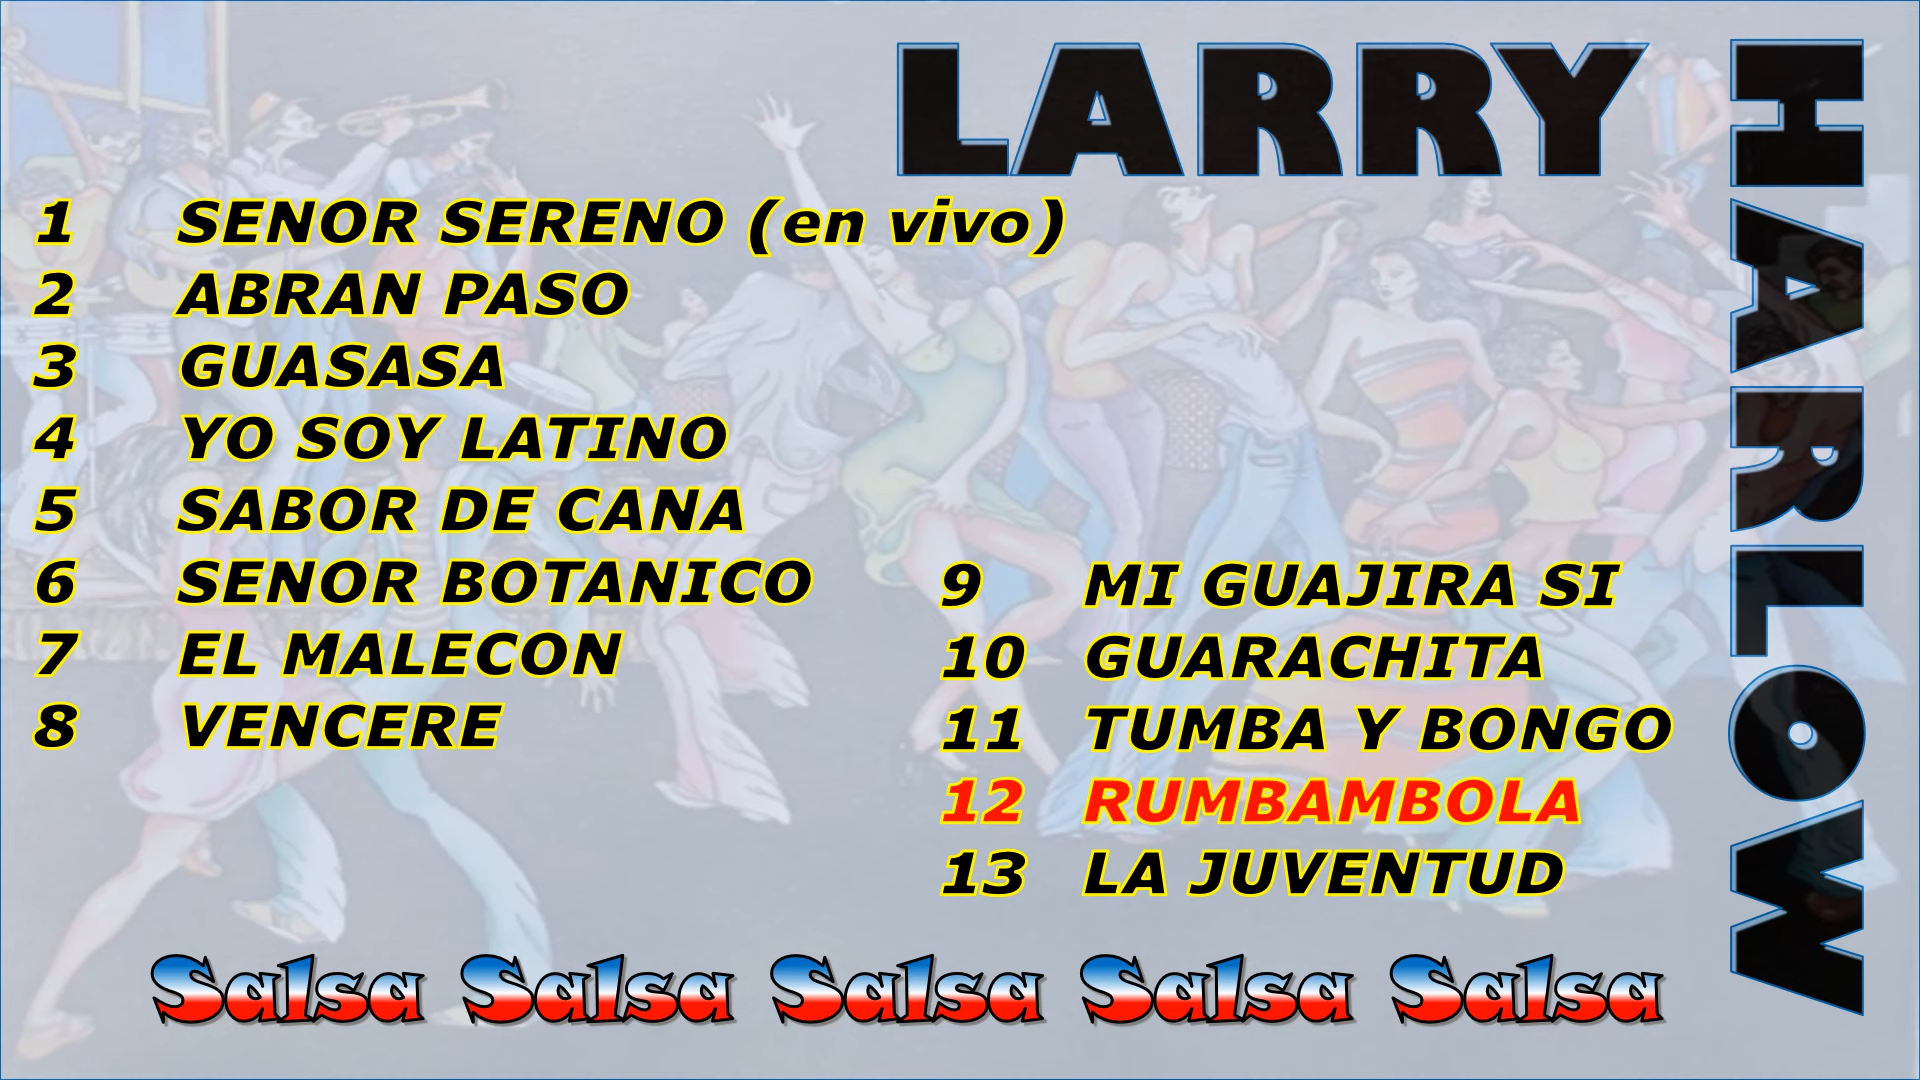 LARRY
HARLOW
1 SENOR SERENO (en vivo)
2 ABRAN PASO
3 GUASASA
4 YO SOY LATINO
5 SABOR DE CANA
6 SENOR BOTANICO
7 EL MALECON
8 VENCERE
9 MI GUAJIRA SI
10 GUARACHITA
11 TUMBA Y BONGO
12 RUMBAMBOLA
13 LA JUVENTUD
Salsa Salsa Salsa Salsa Salsa